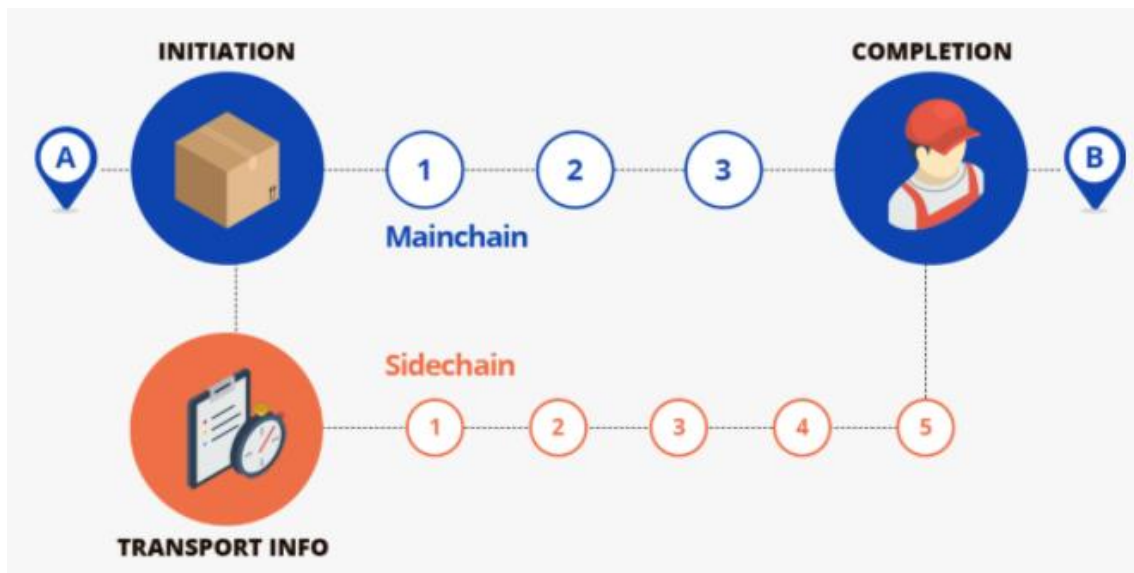 INITIATION
COMPLETION
A
1
2
3
B
Mainchain
Sidechain
1
2
3
4
5
TRANSPORT INFO